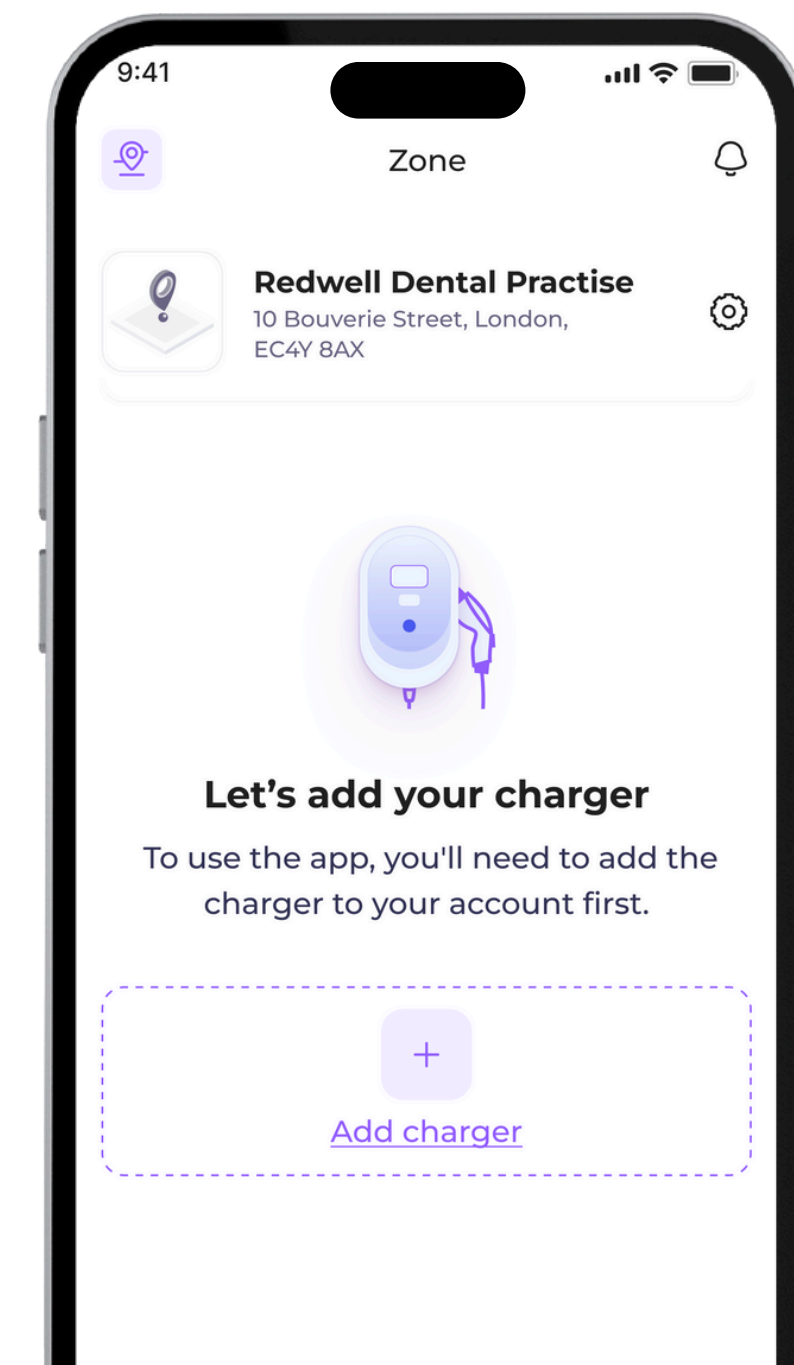 9:41
Zone
Redwell Dental Practise
10 Bouverie Street, London,
EC4Y 8AX
Let’s add your charger
To use the app, you'll need to add the
charger to your account first.
Add charger